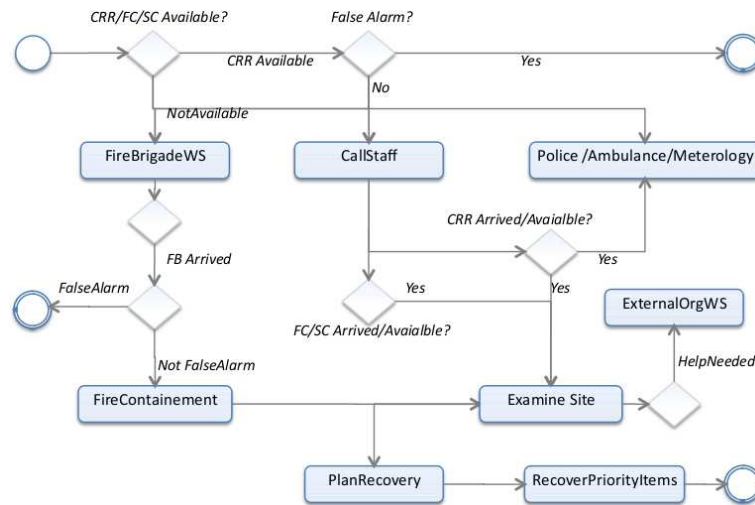 CRR/FC/SC Available?
False Alarm?
CRR Available
Yes
No
NotAvailable
FireBrigadeWS
CallStaff
Police /Ambulance/Meterology
CRR Arrived/Avaialble?
FB Arrived
Yes
FalseAlarm
Yes
Yes
ExternalOrgWS
FC/SC Arrived/Avaialble?
Not FalseAlarm
HelpNeeded
FireContainement
Examine Site
PlanRecovery
RecoverPriorityItems